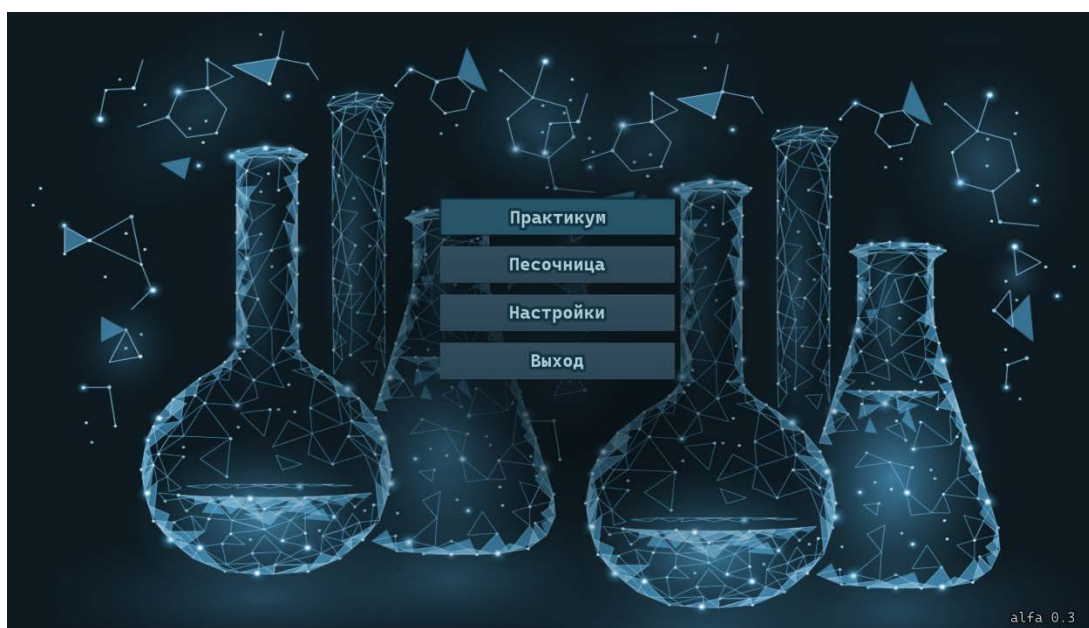 Практикум
Песочница
Настройки
Выход
alfa 0.3